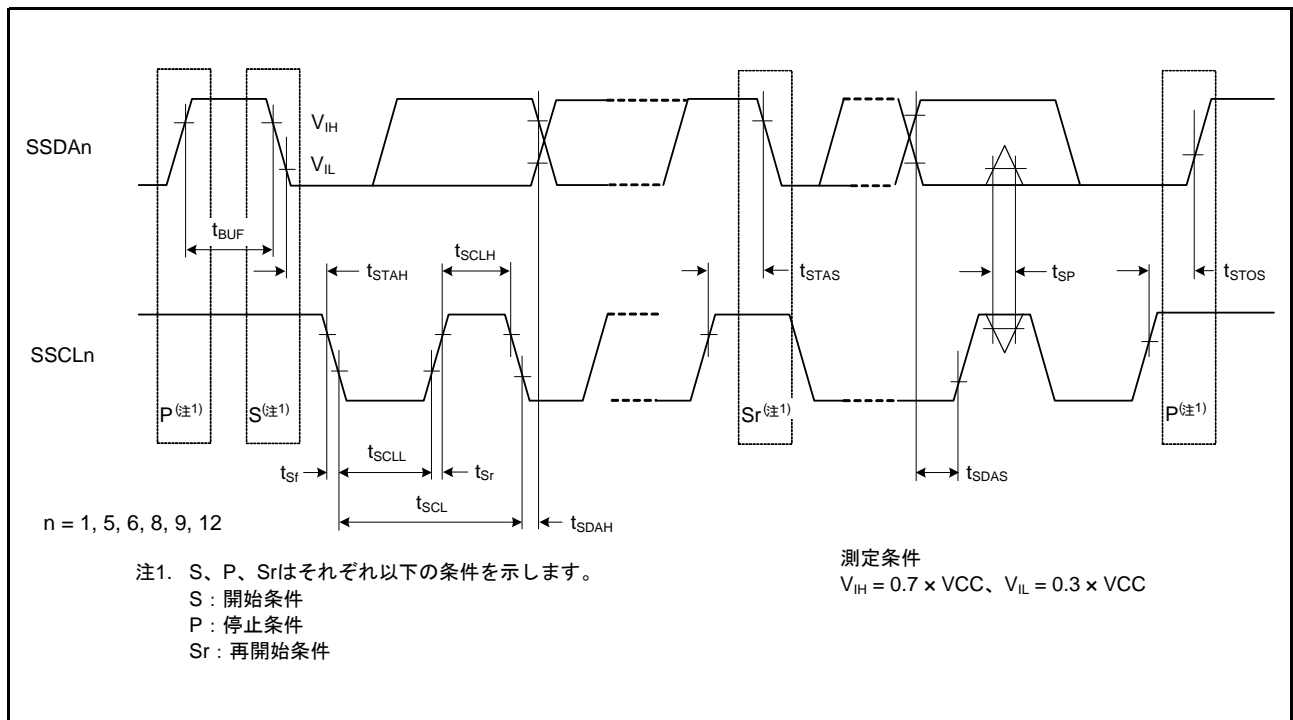 SSDAn
VIH
VIL
tBUF
tSTAH
tSCLH
tSTAS
tSP
tSTOS
SSCLn
P(注1)
S(注1)
Sr(注1)
P(注1)
tSf
tSCLL
tSr
tSCL
tSDAH
tSDAS
n = 1, 5, 6, 8, 9, 12
注1. S、P、Srはそれぞれ以下の条件を示します。
S：開始条件
P：停止条件
Sr：再開始条件
測定条件
VIH = 0.7 × VCC、VIL = 0.3 × VCC